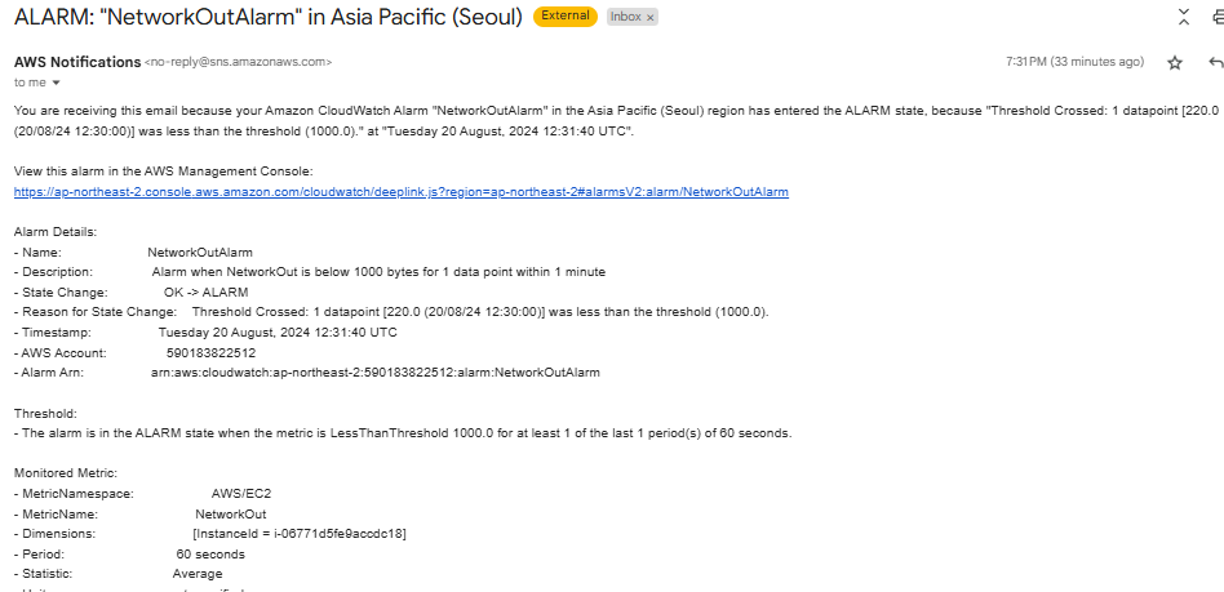 ALARM: "NetworkOutAlarm" in Asia Pacific (Seoul) External Inbox ×
AWS Notifications <no-reply@sns.amazonaws.com> 7:31 PM (33 minutes ago)
to me
You are receiving this email because your Amazon CloudWatch Alarm "NetworkOutAlarm" in the Asia Pacific (Seoul) region has entered the ALARM state, because "Threshold Crossed: 1 datapoint [220.0
(20/08/24 12:30:00)] was less than the threshold (1000.0)." at "Tuesday 20 August, 2024 12:31:40 UTC".
View this alarm in the AWS Management Console:
https://ap-northeast-2.console.aws.amazon.com/cloudwatch/deeplink.js?region=ap-northeast-2#alarmsV2:alarm/NetworkOutAlarm
Alarm Details:
- Name: NetworkOutAlarm
- Description: Alarm when NetworkOut is below 1000 bytes for 1 data point within 1 minute
- State Change: OK -> ALARM
- Reason for State Change: Threshold Crossed: 1 datapoint [220.0 (20/08/24 12:30:00)] was less than the threshold (1000.0).
- Timestamp: Tuesday 20 August, 2024 12:31:40 UTC
- AWS Account: 590183822512
- Alarm Arn: arn:aws:cloudwatch:ap-northeast-2:590183822512:alarm:NetworkOutAlarm
Threshold:
- The alarm is in the ALARM state when the metric is LessThanThreshold 1000.0 for at least 1 of the last 1 period(s) of 60 seconds.
Monitored Metric:
- MetricNamespace: AWS/EC2
- MetricName: NetworkOut
- Dimensions: [InstanceId = i-06771d5fe9accdc18]
- Period: 60 seconds
- Statistic: Average